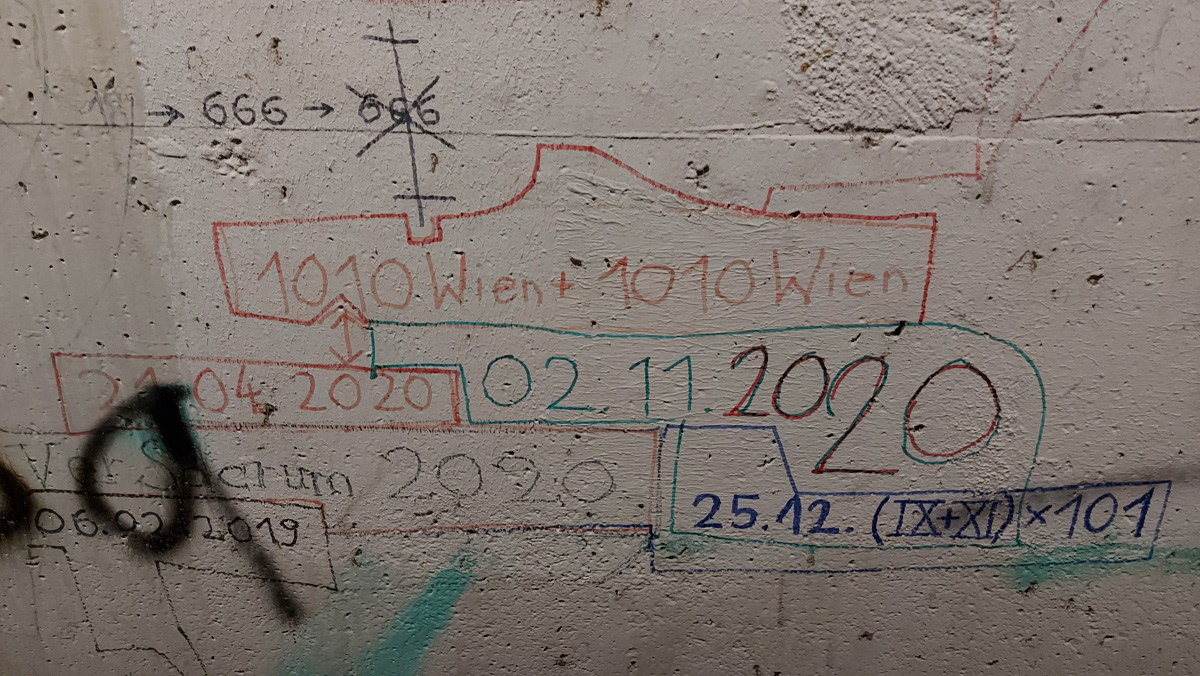 → 666 → 666
1010 Wien + 1010 Wien
21.04.2020
02.11.2020
Ver Sacrum 2020
06.02.2019
25.12. (IX+XI) ×101